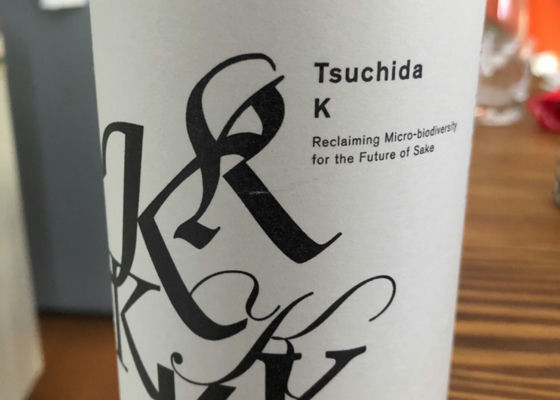 Tsuchida
K
Reclaiming Micro-biodiversity
for the Future of Sake
K
K
K
K